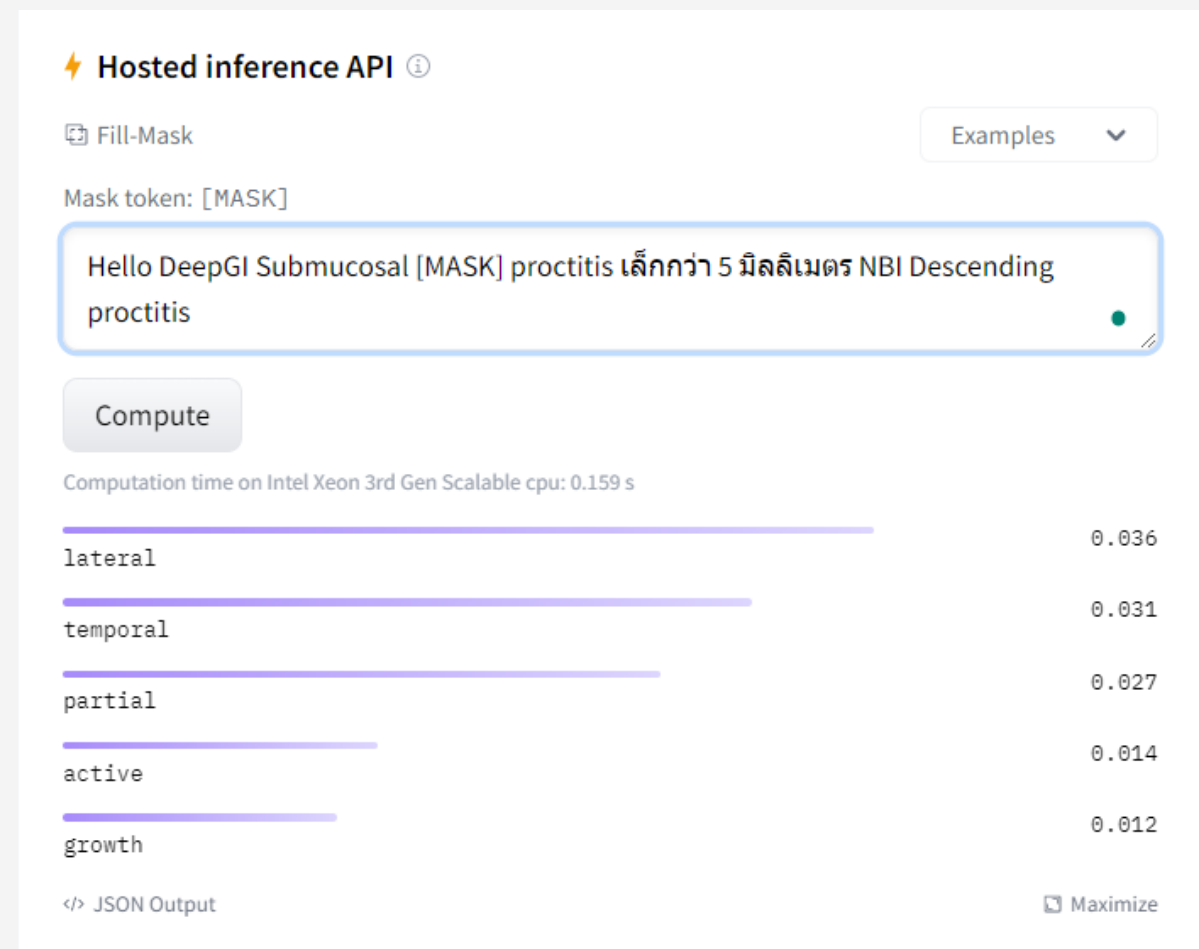 Hosted inference API
Fill-Mask
Examples
Mask token: [MASK]
Hello DeepGI Submucosal [MASK] proctitis เล็กกว่า 5 มิลลิเมตร NBI Descending
proctitis
Compute
Computation time on Intel Xeon 3rd Gen Scalable cpu: 0.159 s
0.036
lateral
0.031
temporal
0.027
partial
0.014
active
0.012
growth
</> JSON Output
Maximize